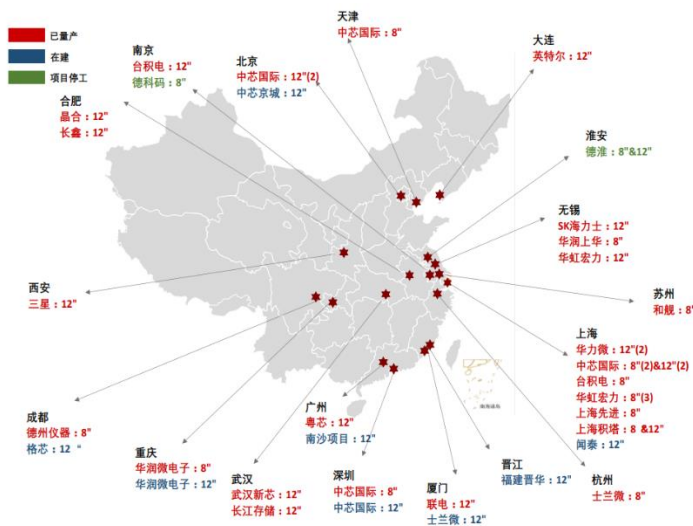 已量产
在建
项目停工
天津
中芯国际：8"
大连
英特尔：12"
南京
台积电：12"
德科码：8"
北京
中芯国际：12"(2)
中芯京城：12"
合肥
晶合：12"
长鑫：12"
淮安
德淮：8"&12"
无锡
SK海力士：12"
华润上华：8"
华虹宏力：12"
西安
三星：12"
苏州
和舰：8"
上海
华力微：12"(2)
中芯国际：8"(2)&12"(2)
台积电：8"
华虹宏力：8"(3)
上海先进：8"
上海积塔：8 &12"
闻泰：12"
成都
德州仪器：8"
格芯：12 "
重庆
华润微电子：8"
华润微电子：12"
武汉
武汉新芯：12"
长江存储：12"
广州
粤芯：12"
南沙项目：12"
深圳
中芯国际：8"
中芯国际：12"
厦门
联电：12"
士兰微：12"
晋江
福建晋华：12"
杭州
士兰微：8"
南海诸岛